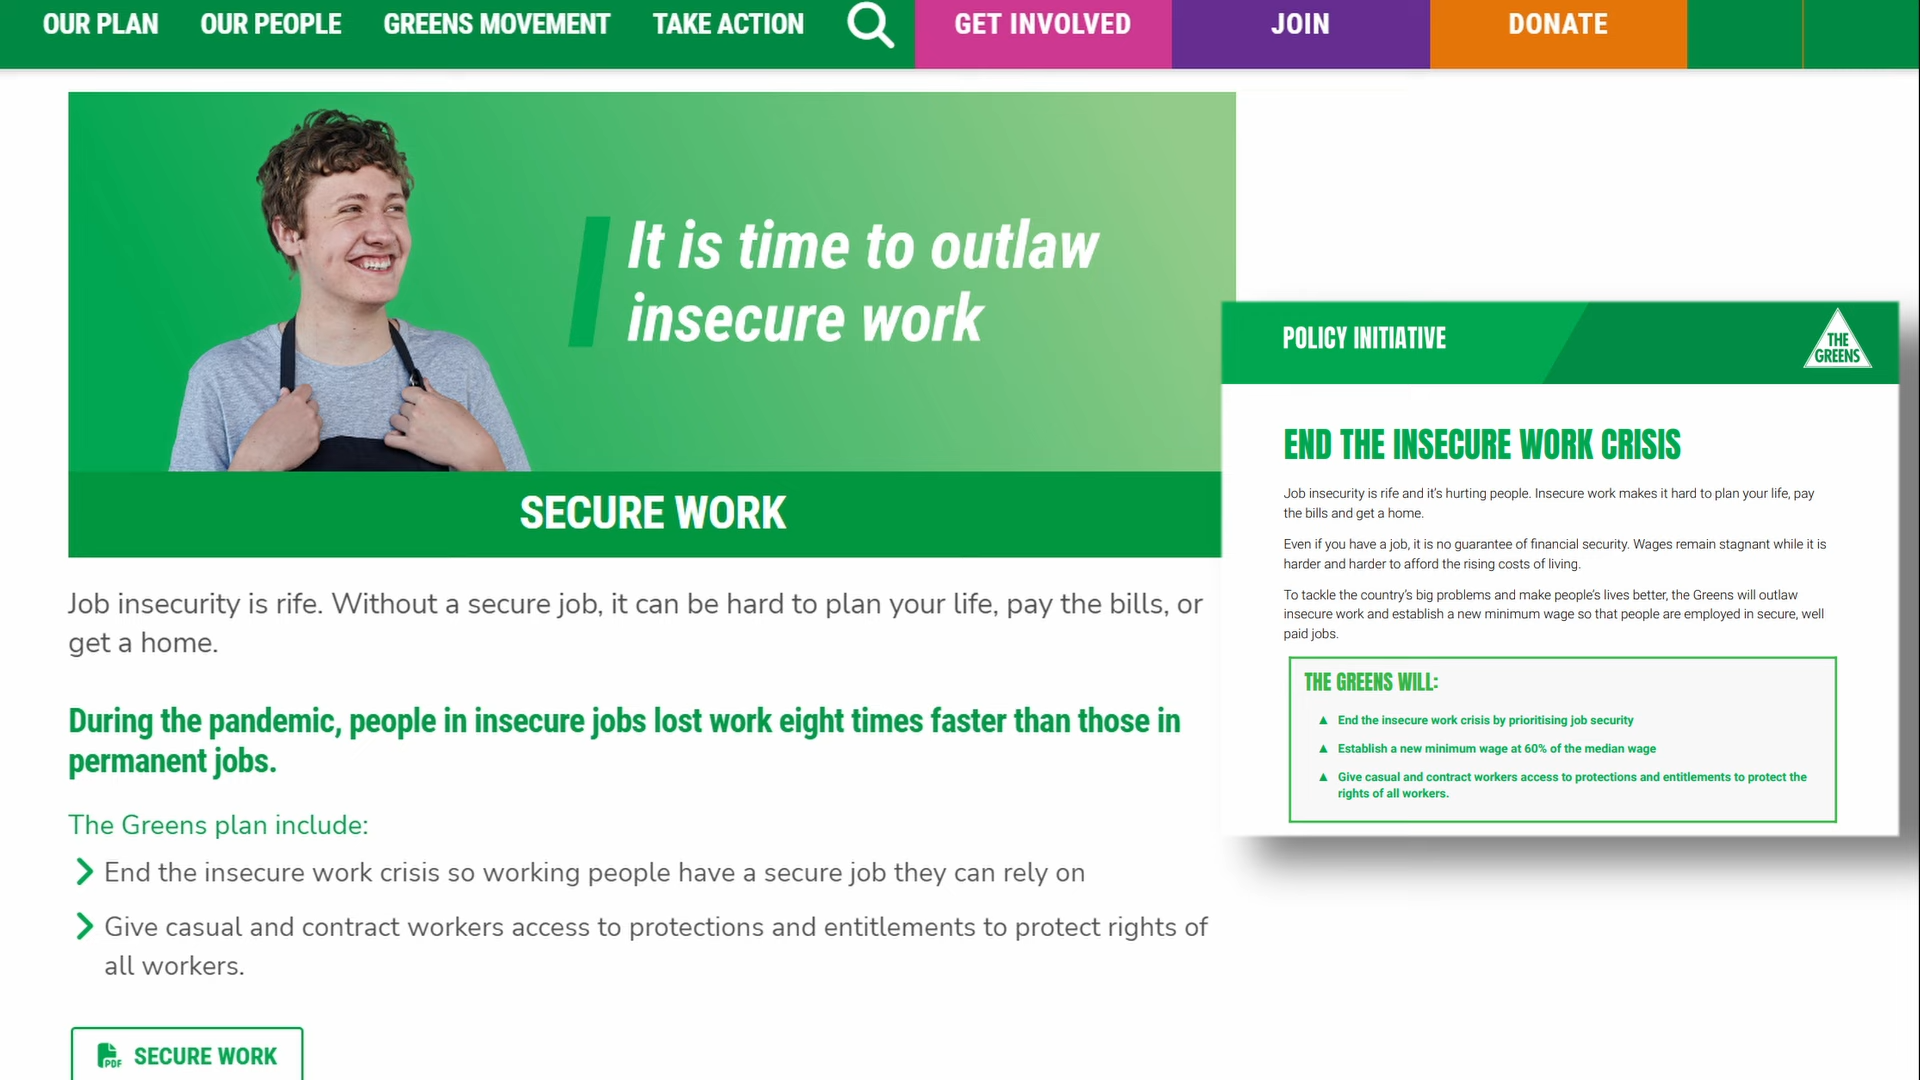 OUR PLAN
OUR PEOPLE
GREENS MOVEMENT
TAKE ACTION
GET INVOLVED
JOIN
DONATE
It is time to outlaw
insecure work
SECURE WORK
Job insecurity is rife. Without a secure job, it can be hard to plan your life, pay the bills, or
get a home.
During the pandemic, people in insecure jobs lost work eight times faster than those in
permanent jobs.
The Greens plan include:
End the insecure work crisis so working people have a secure job they can rely on
Give casual and contract workers access to protections and entitlements to protect rights of
all workers.
PDF
SECURE WORK
POLICY INITIATIVE
THE
GREENS
END THE INSECURE WORK CRISIS
Job insecurity is rife and it's hurting people. Insecure work makes it hard to plan your life, pay
the bills and get a home.
Even if you have a job, it is no guarantee of financial security. Wages remain stagnant while it is
harder and harder to afford the rising costs of living.
To tackle the country's big problems and make people's lives better, the Greens will outlaw
insecure work and establish a new minimum wage so that people are employed in secure, well
paid jobs.
THE GREENS WILL:
End the insecure work crisis by prioritising job security
Establish a new minimum wage at 60% of the median wage
Give casual and contract workers access to protections and entitlements to protect the
rights of all workers.